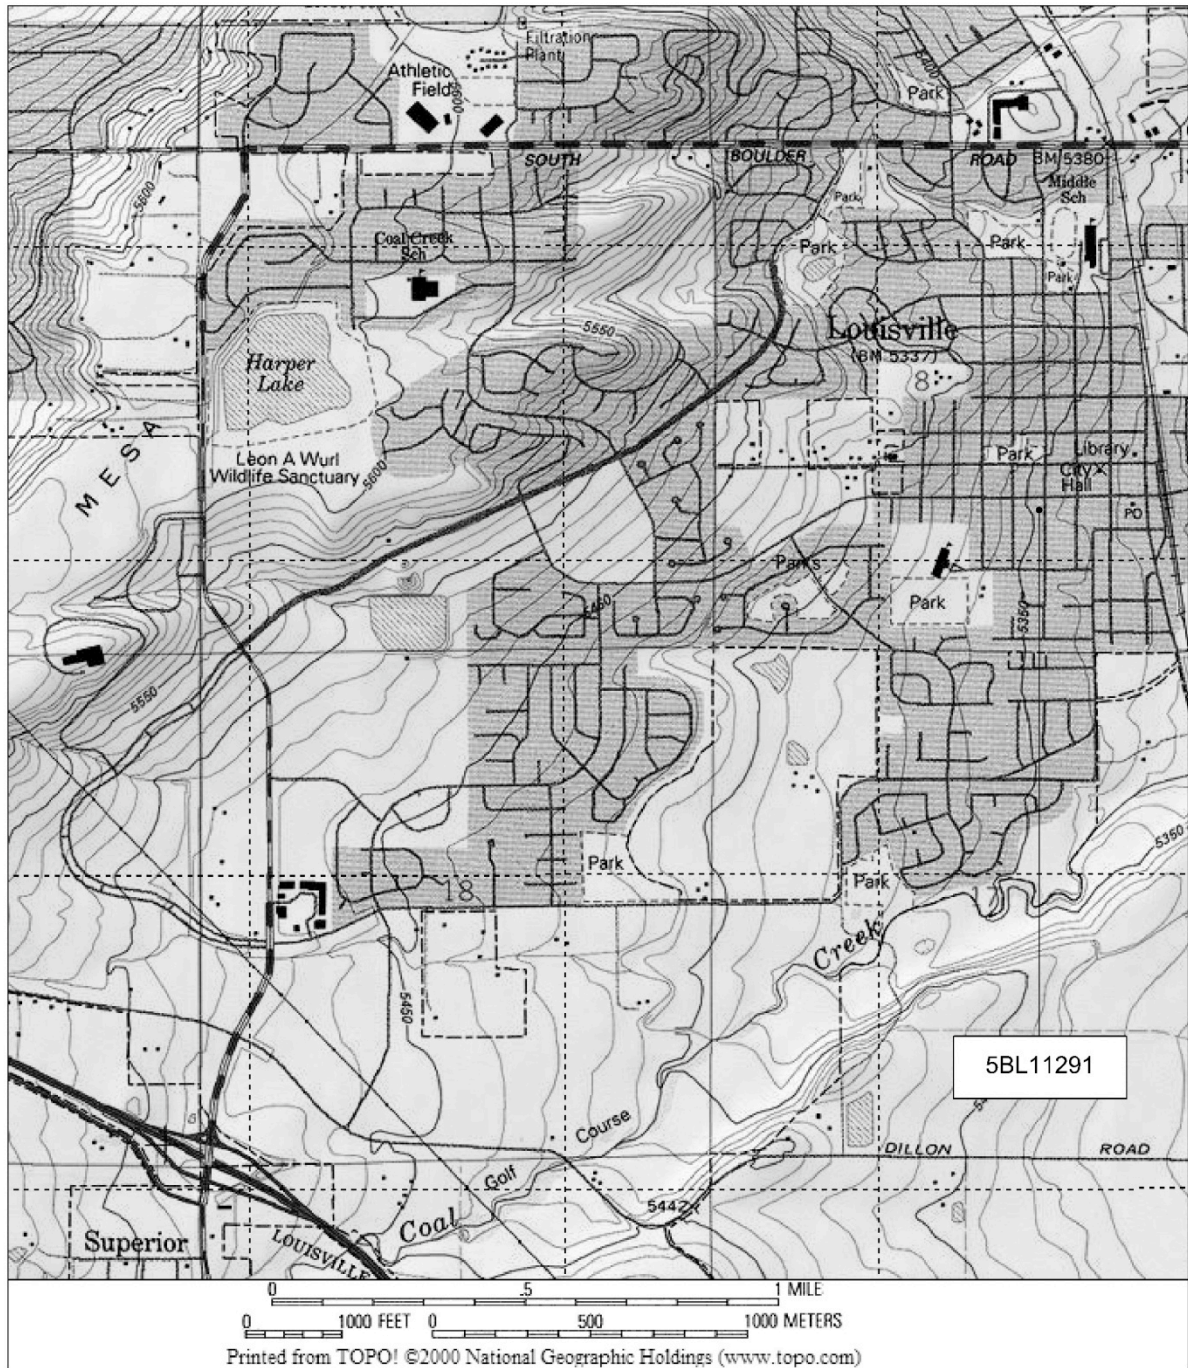 Filtration
Plant
Athletic
Field
5600
5400
Park
SOUTH BOULDER ROAD
BM 5380
Middle
Sch
5600
Park
Park
Park
Park
Coal Creek
Sch
5550
Louisville
(BM 5337)
8
Harper
Lake
7
MESA
Leon A Wurl
Wildlife Sanctuary
5600
Park
Library
City
Hall
PO
Parks
Park
5450
5350
5550
5350
Park
Park
18
Creek
5450
5BL11291
Course
DILLON ROAD
Golf
5442
Coal
Superior
LOUISVILLE
0 .5 1 MILE
0 1000 FEET 0 500 1000 METERS
Printed from TOPO! ©2000 National Geographic Holdings (www.topo.com)